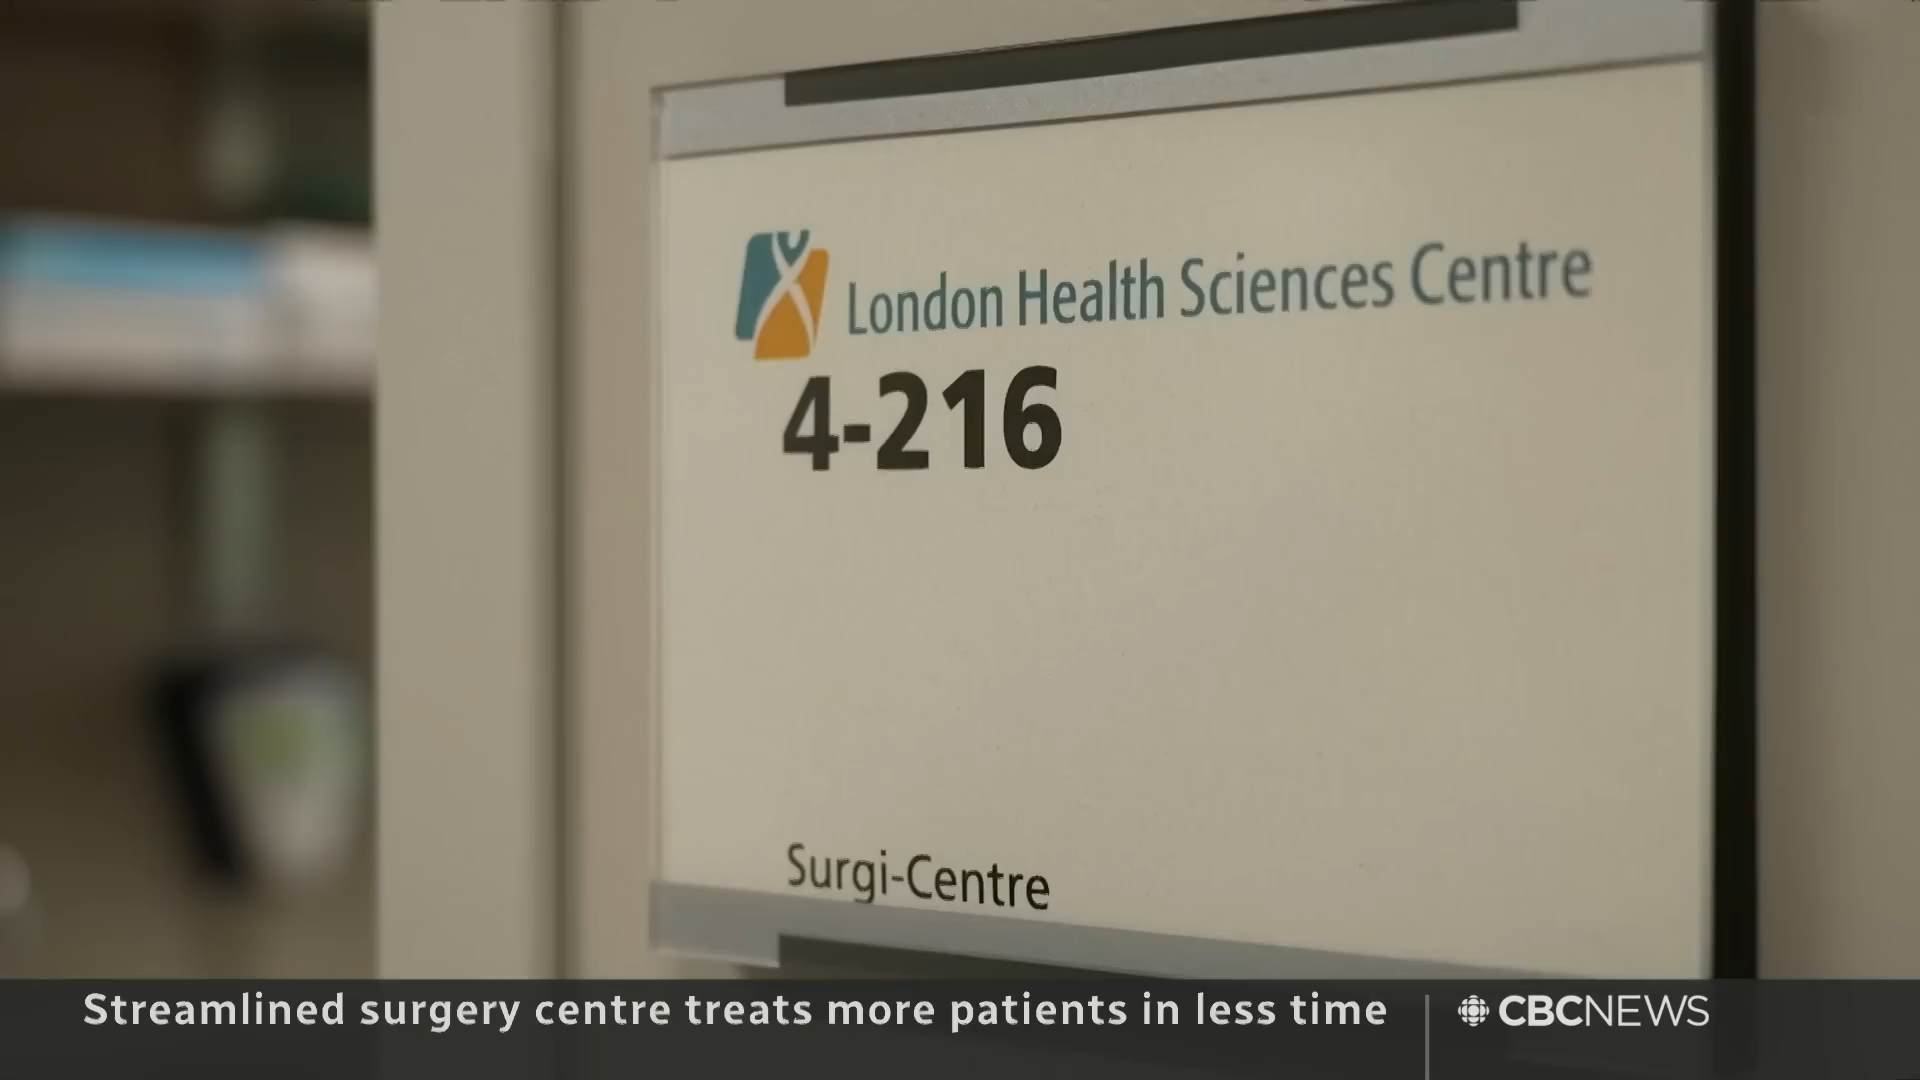 London Health Sciences Centre
4-216
Surgi-Centre
Streamlined surgery centre treats more patients in less time
CBCNEWS